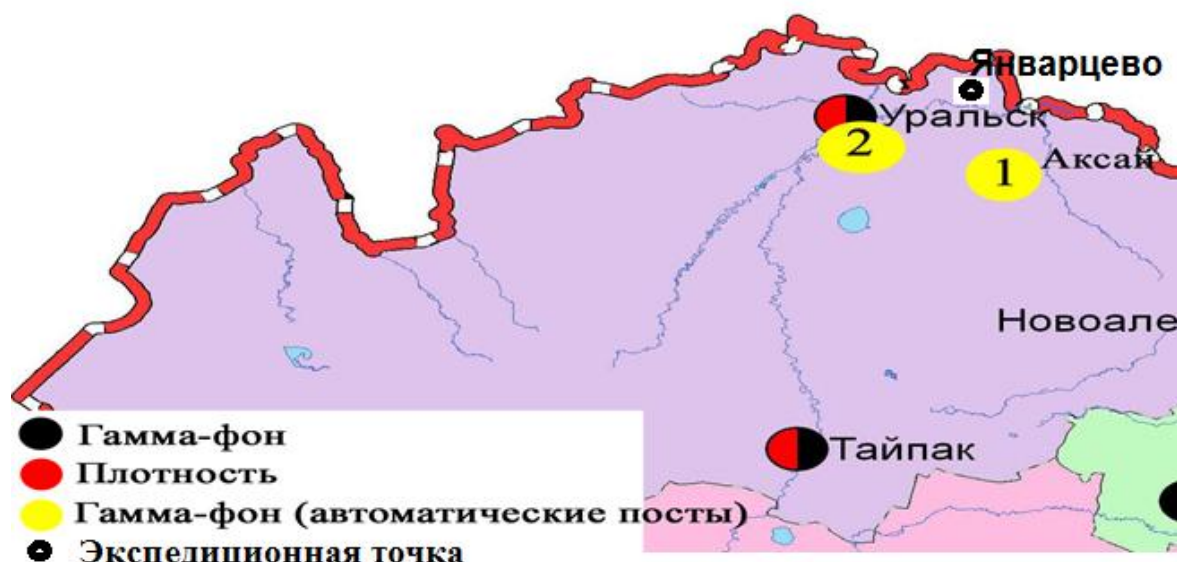 Январцево
Уральск
2
1
Аксай
Новоале
Тайпак
Гамма-фон
Плотность
Гамма-фон (автоматические посты)
Экспедиционная точка